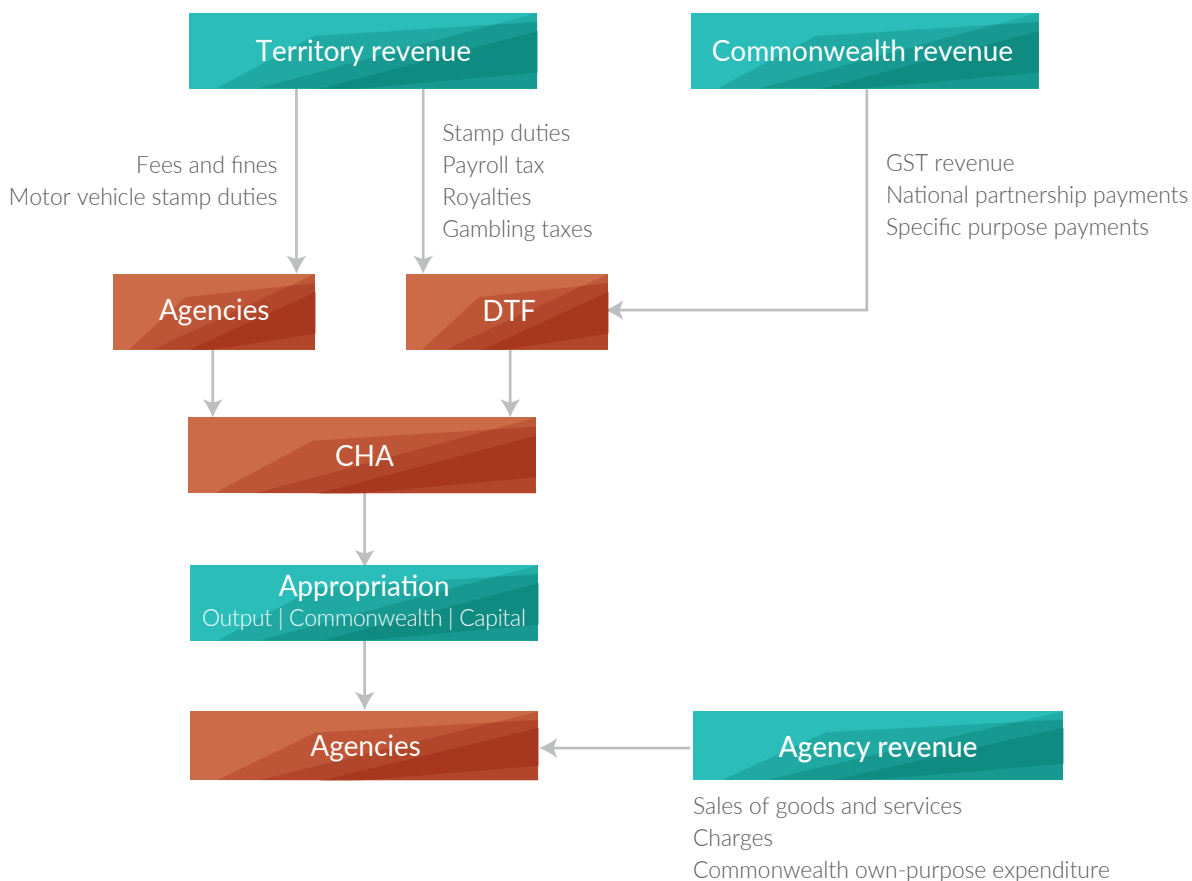 Territory revenue
Commonwealth revenue
Fees and fines
Motor vehicle stamp duties
Stamp duties
Payroll tax
Royalties
Gambling taxes
GST revenue
National partnership payments
Specific purpose payments
Agencies
DTF
CHA
Appropriation
Output | Commonwealth | Capital
Agencies
Agency revenue
Sales of goods and services
Charges
Commonwealth own-purpose expenditure